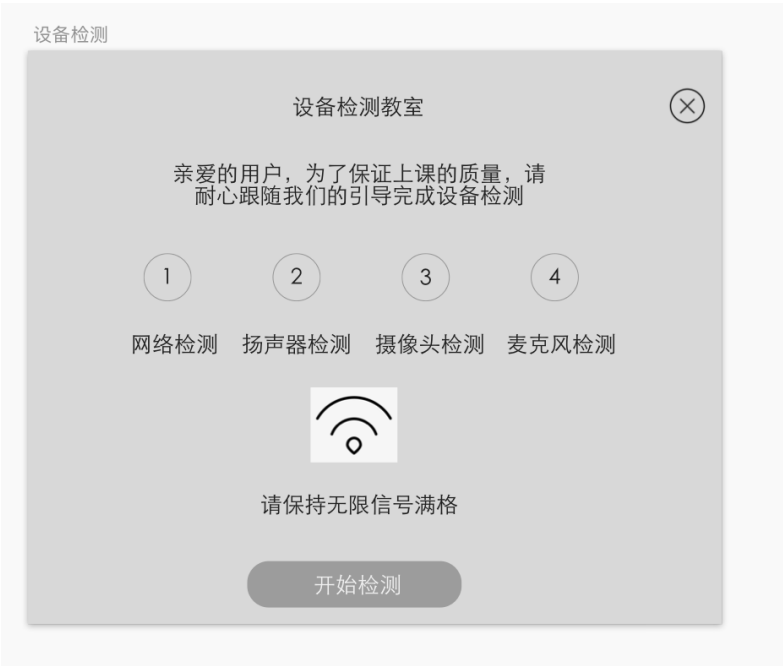 设备检测
设备检测教室
亲爱的用户，为了保证上课的质量，请
耐心跟随我们的引导完成设备检测
1 2 3 4
网络检测 扬声器检测 摄像头检测 麦克风检测
请保持无限信号满格
开始检测